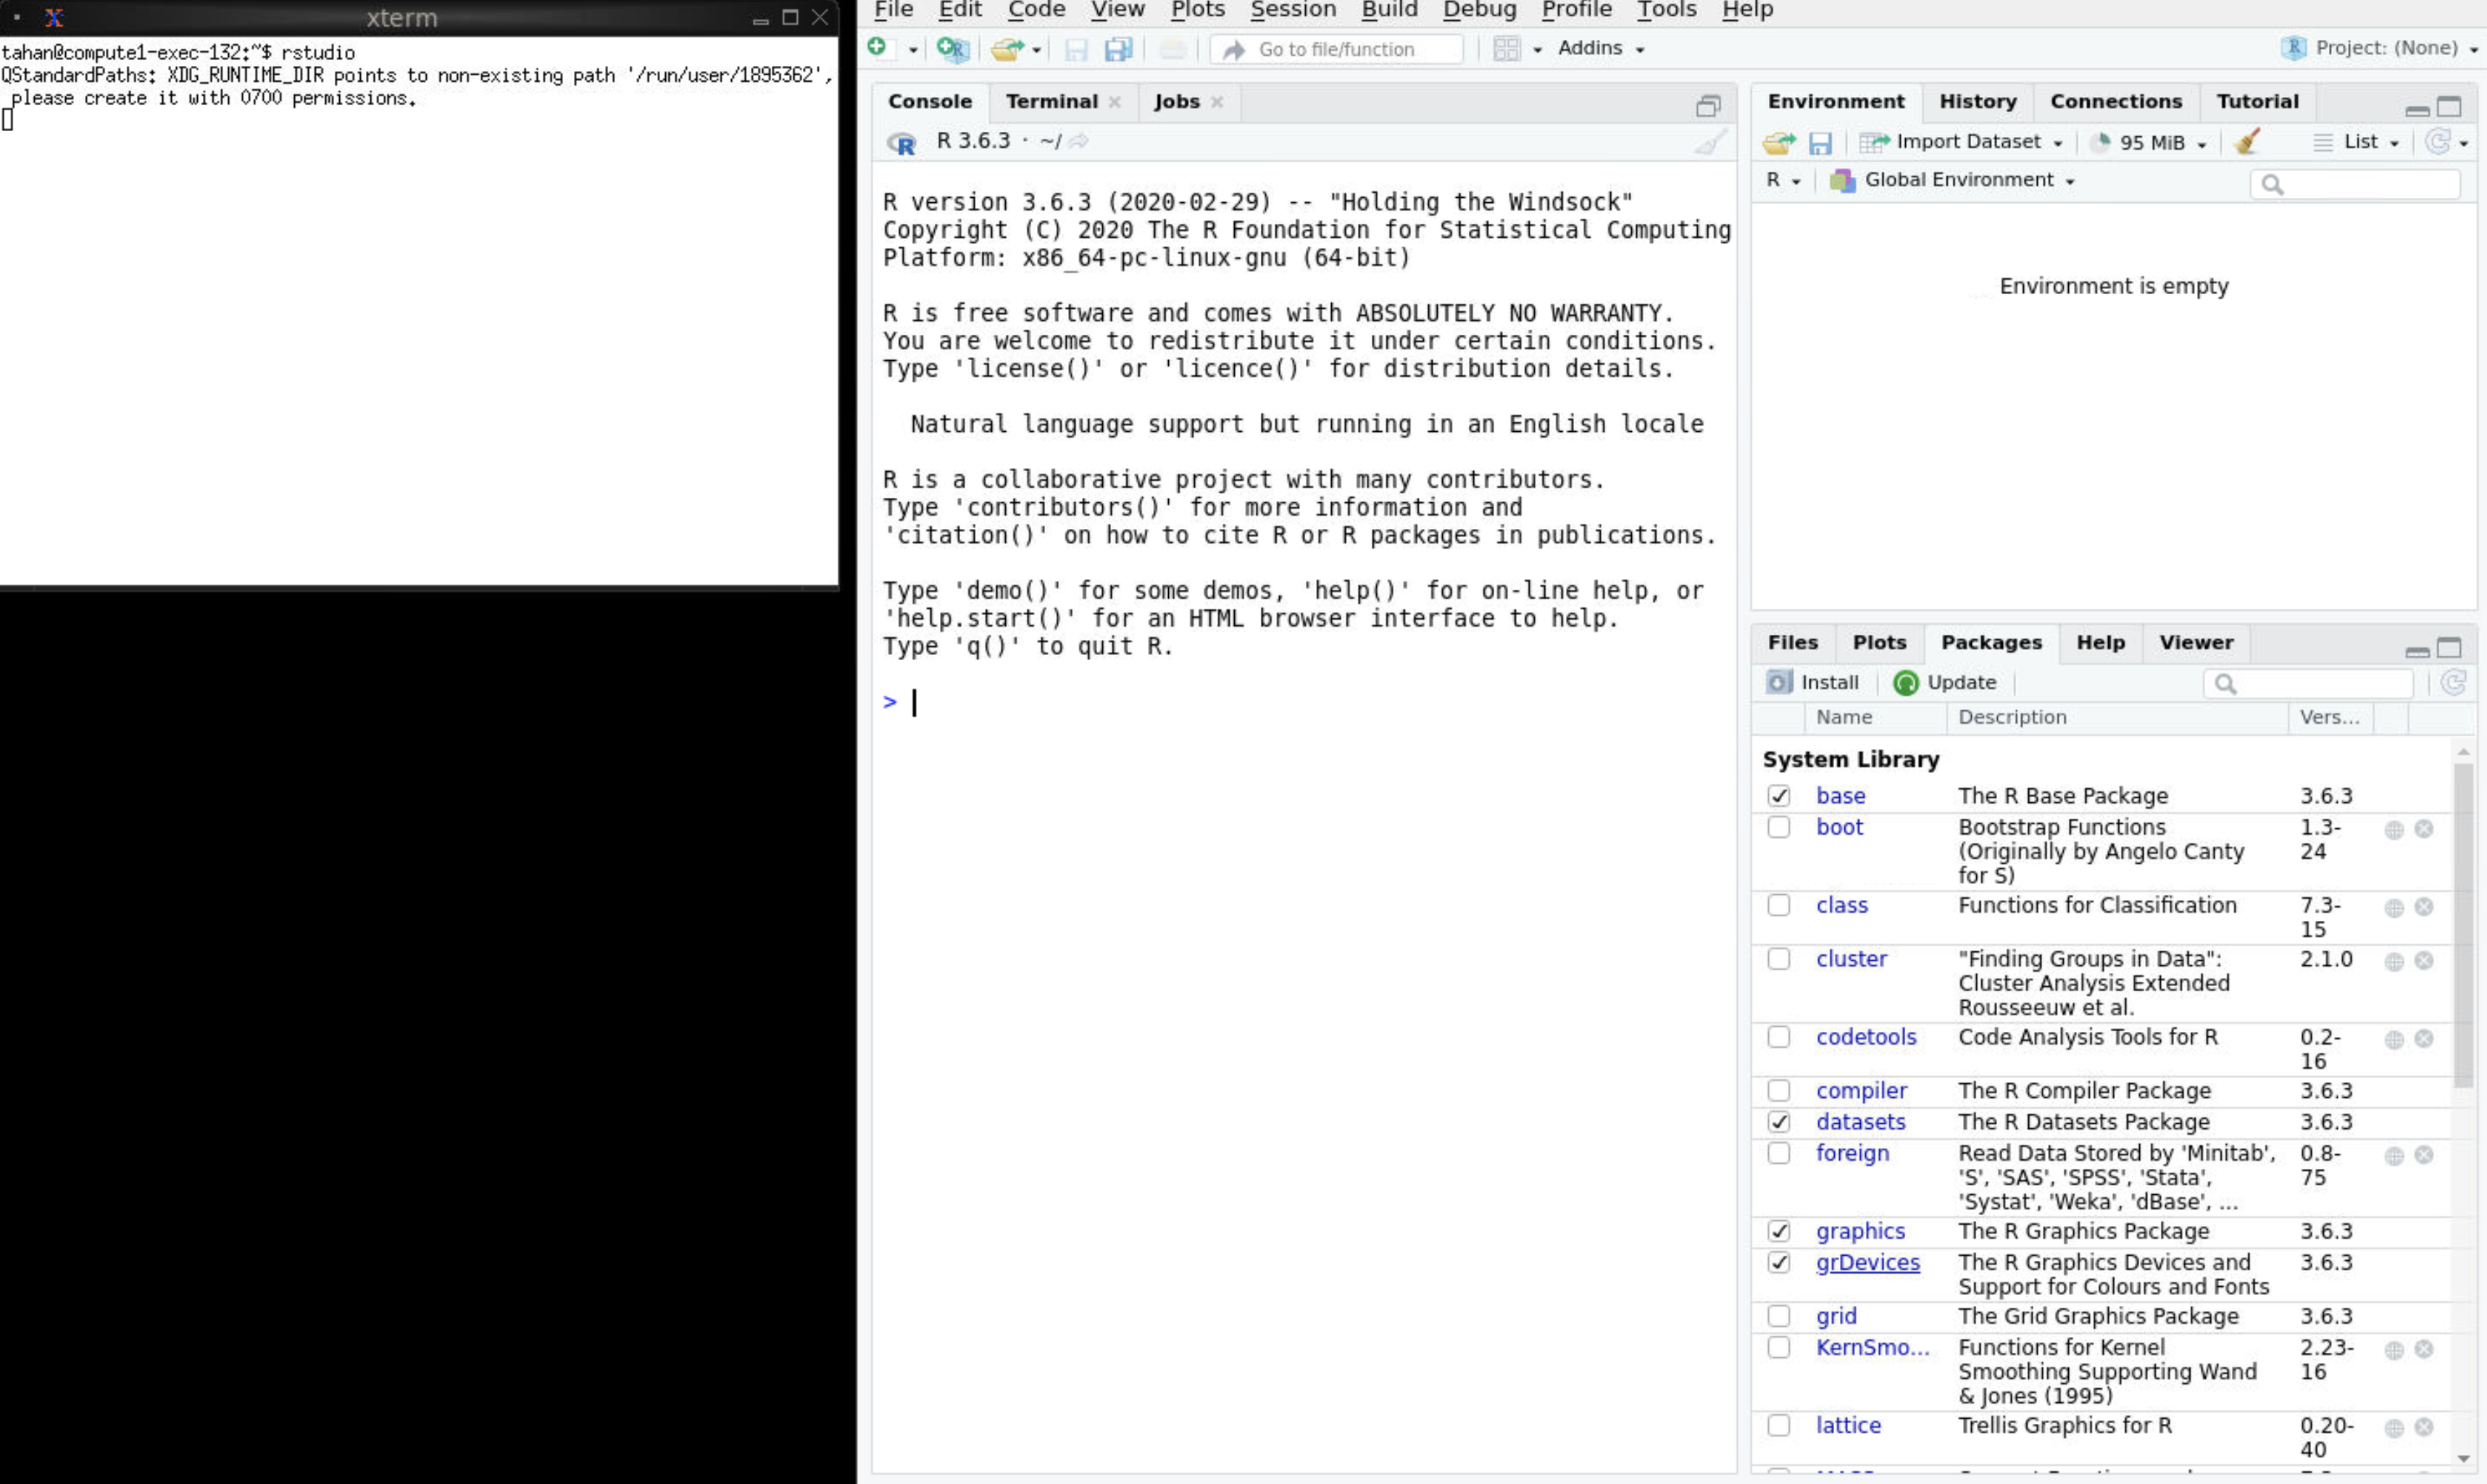 xterm
tahan@compute1-exec-132:~$ rstudio
QStandardPaths: XDG_RUNTIME_DIR points to non-existing path '/run/user/1895362',
please create it with 0700 permissions.
File Edit Code View Plots Session Build Debug Profile Tools Help
Go to file/function Addins Project: (None)
Console Terminal Jobs
R 3.6.3 · ~/
R version 3.6.3 (2020-02-29) -- "Holding the Windsock"
Copyright (C) 2020 The R Foundation for Statistical Computing
Platform: x86_64-pc-linux-gnu (64-bit)
R is free software and comes with ABSOLUTELY NO WARRANTY.
You are welcome to redistribute it under certain conditions.
Type 'license()' or 'licence()' for distribution details.
Natural language support but running in an English locale
R is a collaborative project with many contributors.
Type 'contributors()' for more information and
'citation()' on how to cite R or R packages in publications.
Type 'demo()' for some demos, 'help()' for on-line help, or
'help.start()' for an HTML browser interface to help.
Type 'q()' to quit R.
>
Environment History Connections Tutorial
Import Dataset 95 MiB List
R Global Environment
Environment is empty
Files Plots Packages Help Viewer
Install Update
Name Description Vers...
System Library
base The R Base Package 3.6.3
boot Bootstrap Functions 1.3-
(Originally by Angelo Canty 24
for S)
class Functions for Classification 7.3-
15
cluster "Finding Groups in Data": 2.1.0
Cluster Analysis Extended
Rousseeuw et al.
codetools Code Analysis Tools for R 0.2-
16
compiler The R Compiler Package 3.6.3
datasets The R Datasets Package 3.6.3
foreign Read Data Stored by 'Minitab', 0.8-
'S', 'SAS', 'SPSS', 'Stata', 75
'Systat', 'Weka', 'dBase', ...
graphics The R Graphics Package 3.6.3
grDevices The R Graphics Devices and 3.6.3
Support for Colours and Fonts
grid The Grid Graphics Package 3.6.3
KernSmo... Functions for Kernel 2.23-
Smoothing Supporting Wand 16
& Jones (1995)
lattice Trellis Graphics for R 0.20-
40